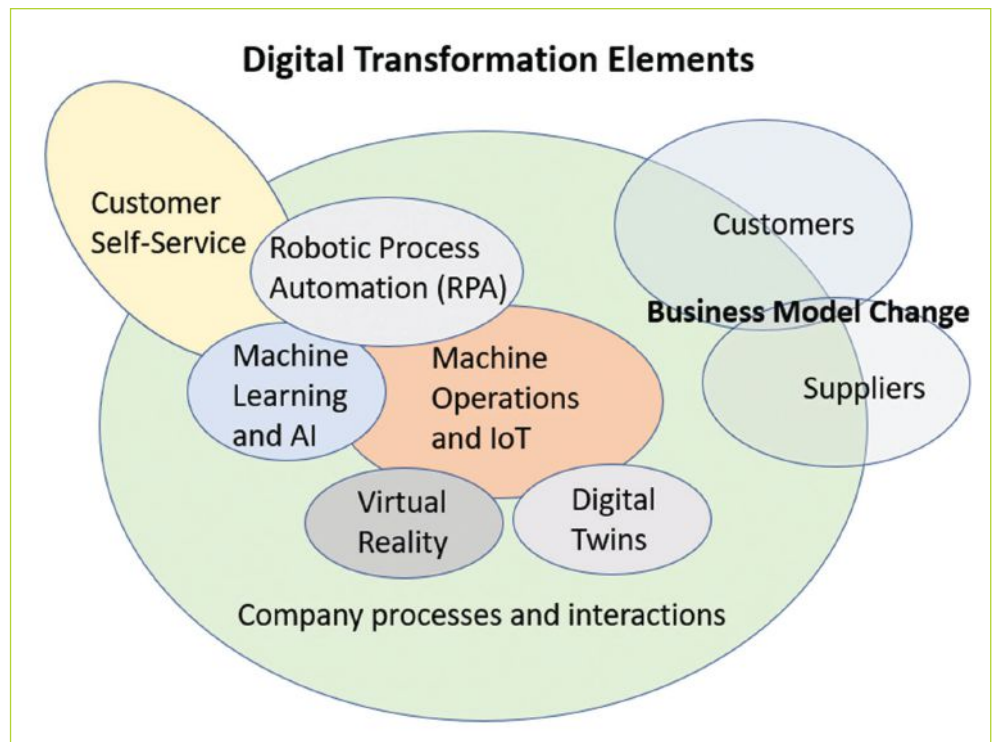 Digital Transformation Elements
Customer
Self-Service
Robotic Process
Automation (RPA)
Customers
Business Model Change
Suppliers
Machine
Learning
and AI
Machine
Operations
and IoT
Virtual
Reality
Digital
Twins
Company processes and interactions